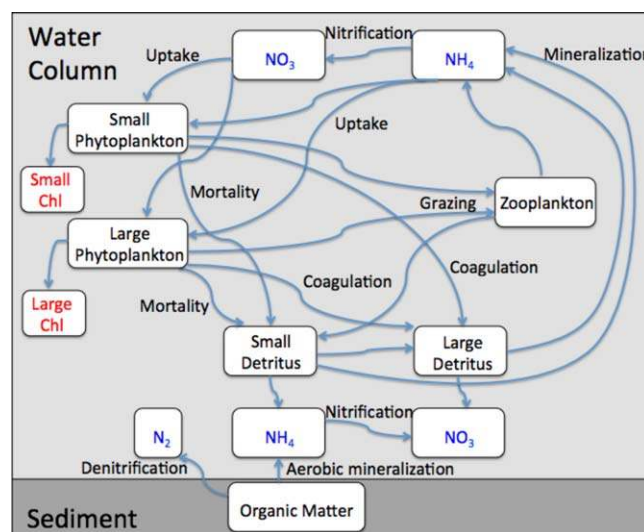 Water
Column
Nitrification
Mineralization
Uptake
NO₃
NH₄
Small
Phytoplankton
Uptake
Small
Chl
Mortality
Grazing
Zooplankton
Large
Phytoplankton
Coagulation
Coagulation
Large
Chl
Mortality
Small
Detritus
Large
Detritus
Nitrification
N₂
NH₄
NO₃
Denitrification
Aerobic mineralization
Organic Matter
Sediment